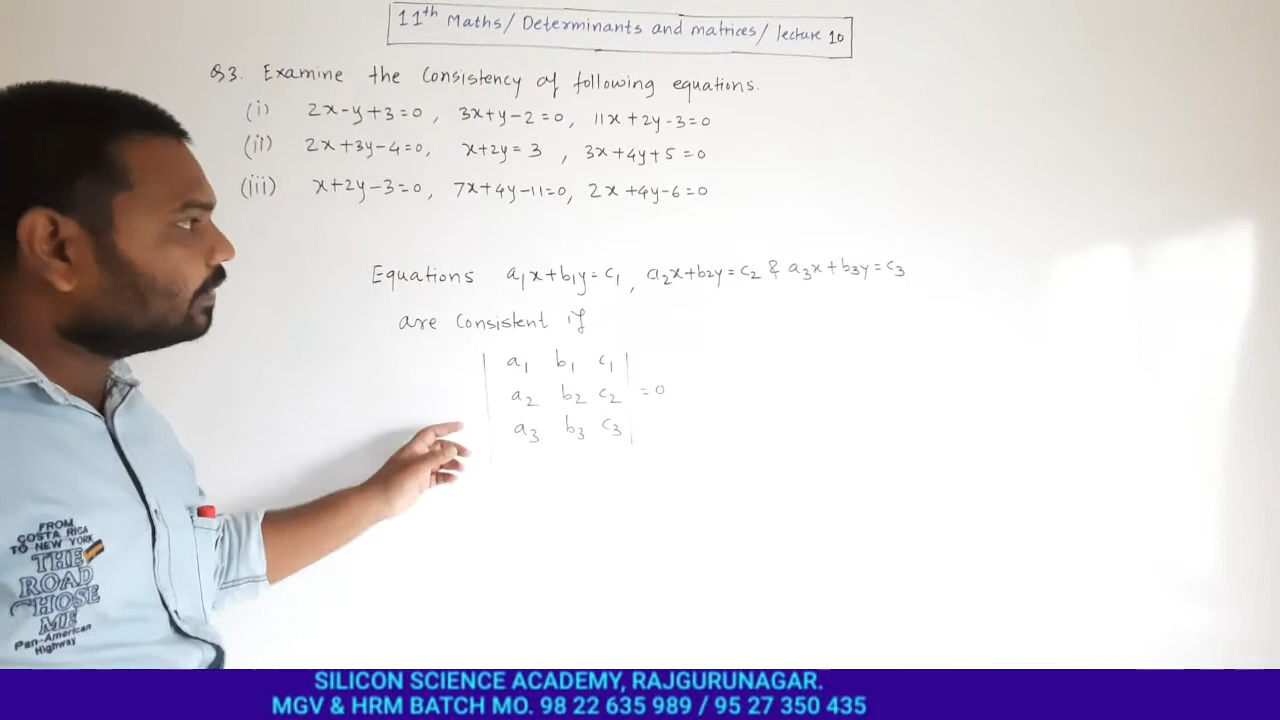 11th Maths/ Determinants and matrices/ lecture 10
Q3. Examine the Consistency of following equations.
(i) 2x-y+3=0, 3x+y-2=0, 11x+2y-3=0
(ii) 2x+3y-4=0, x+2y=3, 3x+4y+5=0
(iii) x+2y-3=0, 7x+4y-11=0, 2x+4y-6=0
Equations a₁x+b₁y=c₁, a₂x+b₂y=c₂ & a₃x+b₃y=c₃
are consistent if
| a₁ b₁ c₁ |
| a₂ b₂ c₂ | =0
| a₃ b₃ c₃ |
FROM
COSTA RICA
TO NEW YORK
THE
ROAD
CHOSE
ME
Pan-American
Highway
SILICON SCIENCE ACADEMY, RAJGURUNAGAR.
MGV & HRM BATCH MO. 98 22 635 989 / 95 27 350 435